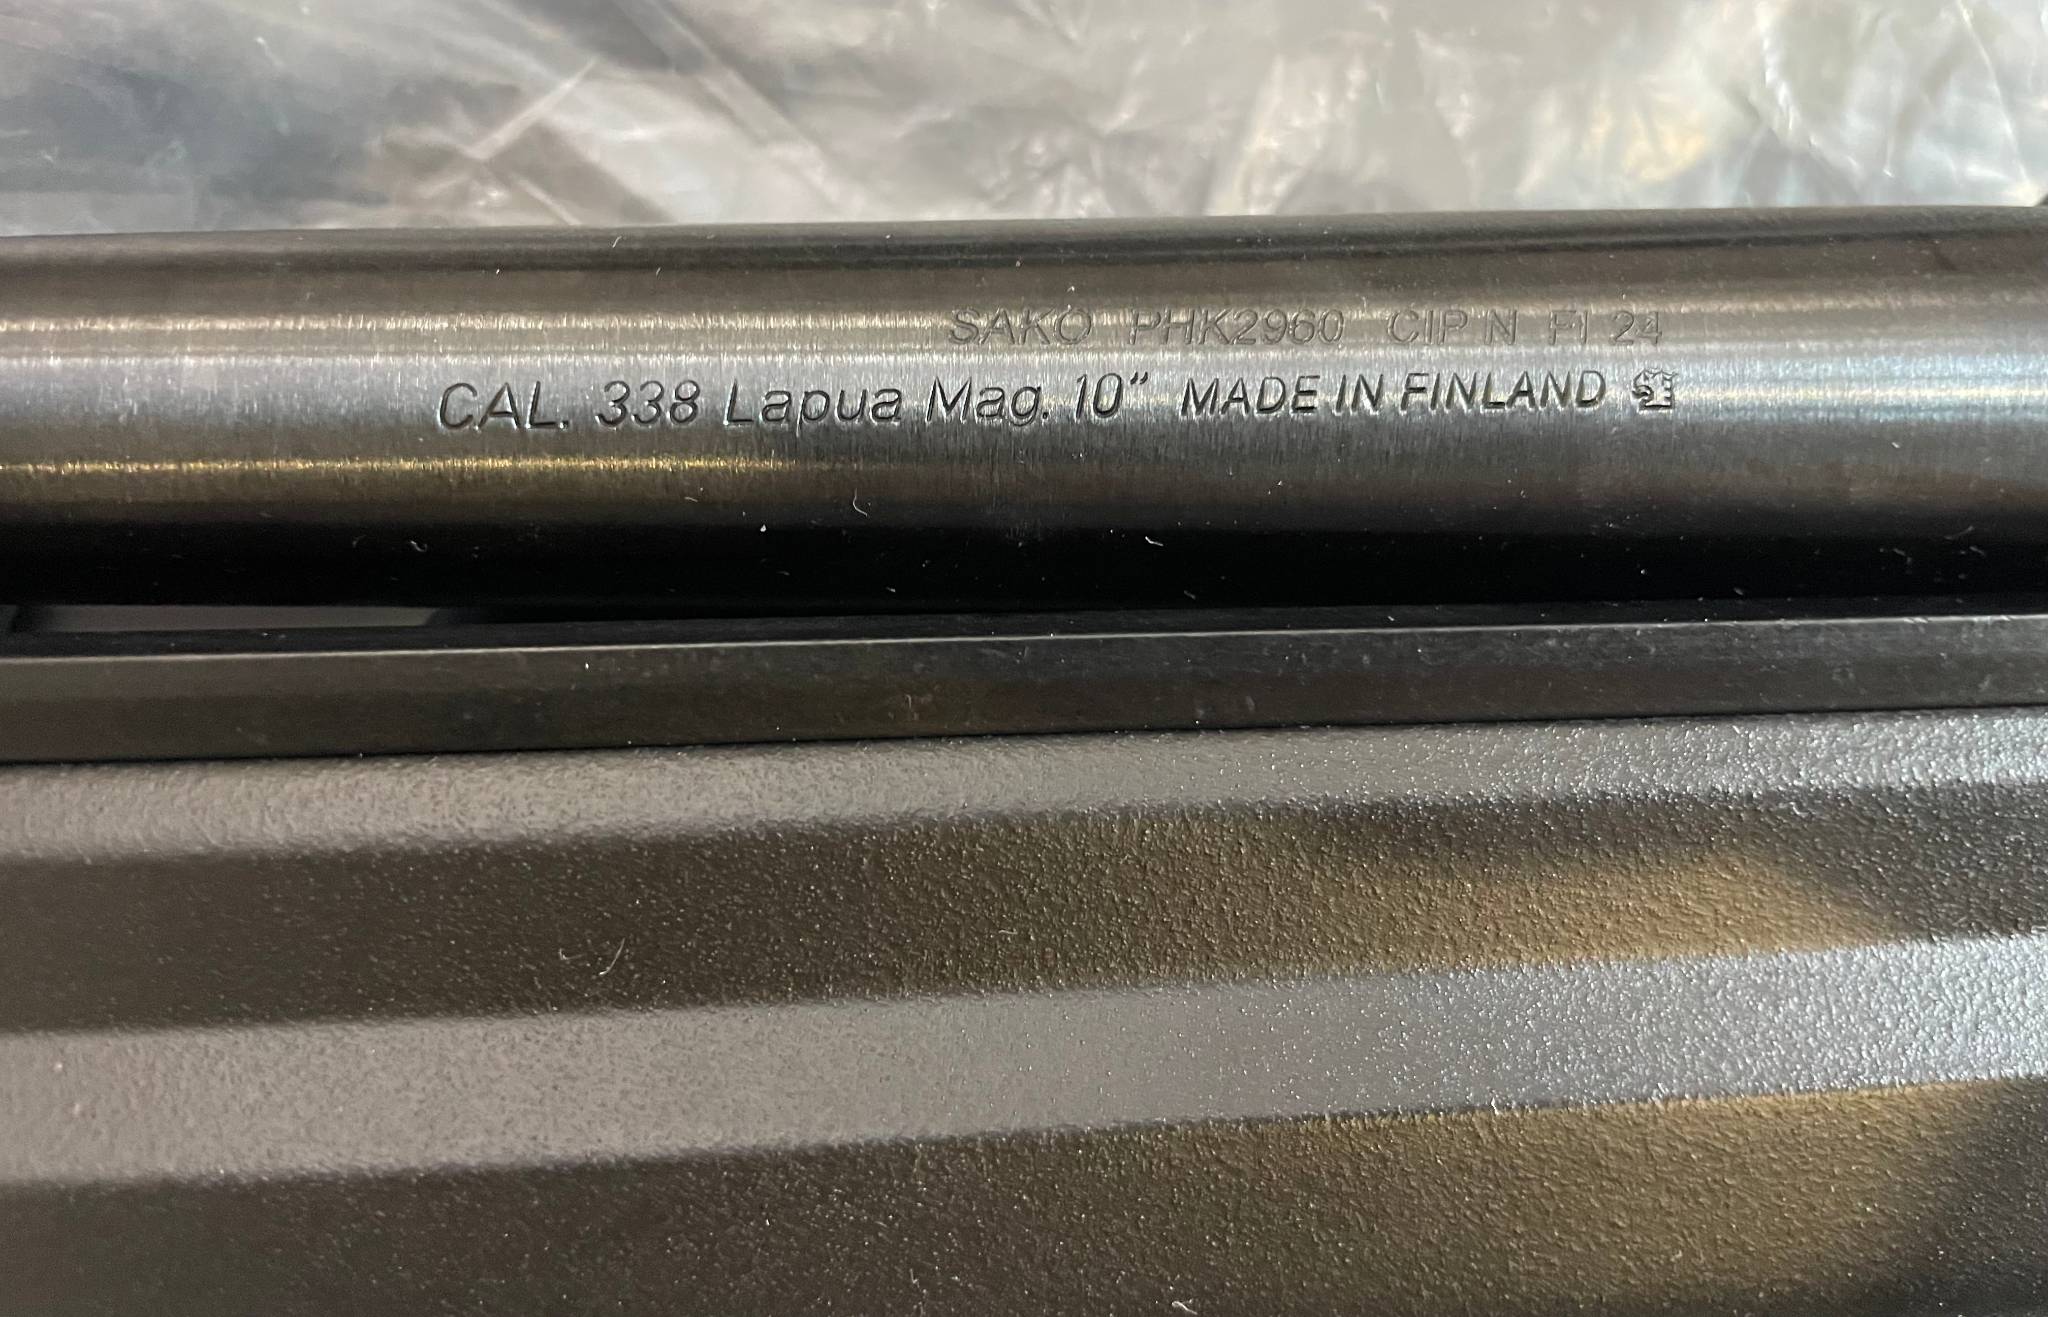 SAKO PHK2960 CIP N FI 24
CAL. 338 Lapua Mag. 10” MADE IN FINLAND